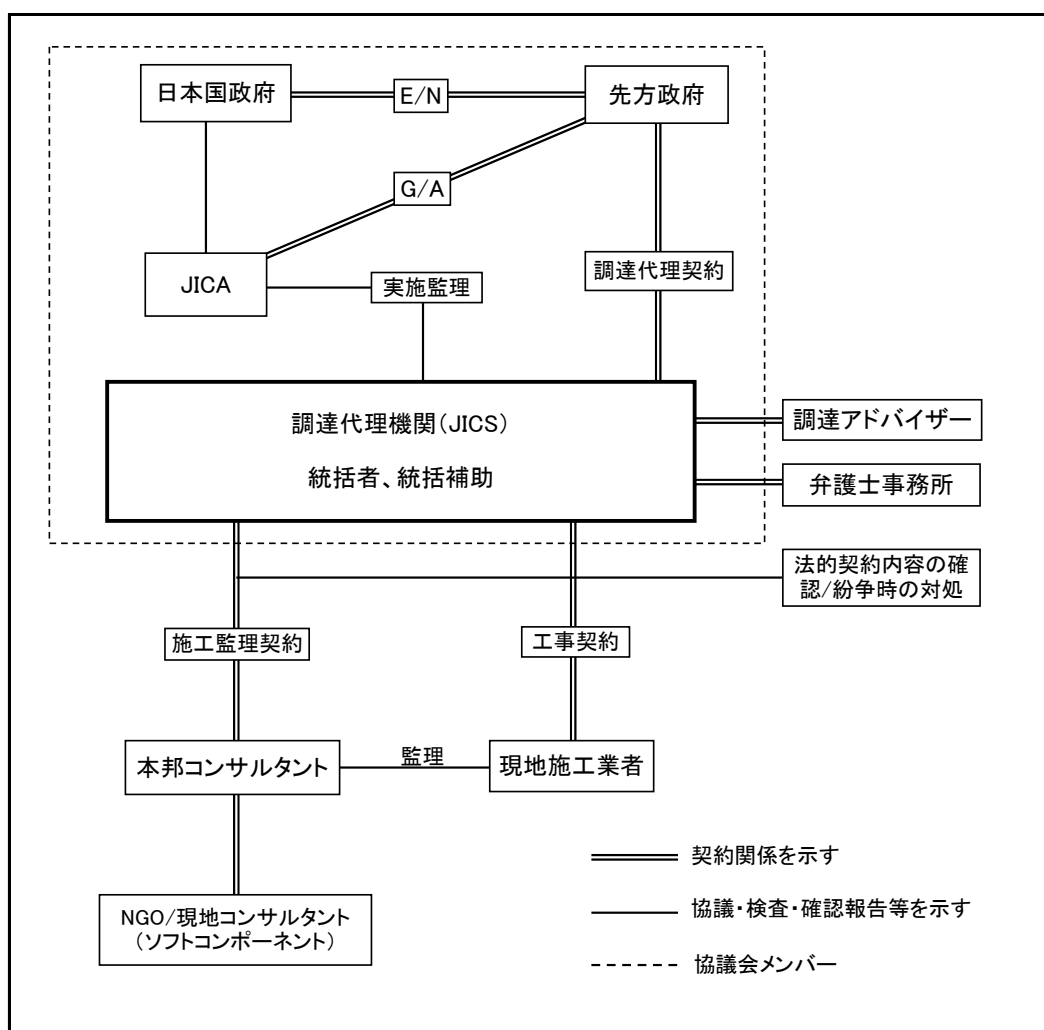 日本国政府
E/N
先方政府
G/A
調達代理契約
JICA
実施監理
調達代理機関(JICS)
統括者、統括補助
調達アドバイザー
弁護士事務所
法的契約内容の確
認/紛争時の対処
施工監理契約
工事契約
本邦コンサルタント
監理
現地施工業者
NGO/現地コンサルタント
(ソフトコンポーネント)
契約関係を示す
協議・検査・確認報告等を示す
協議会メンバー